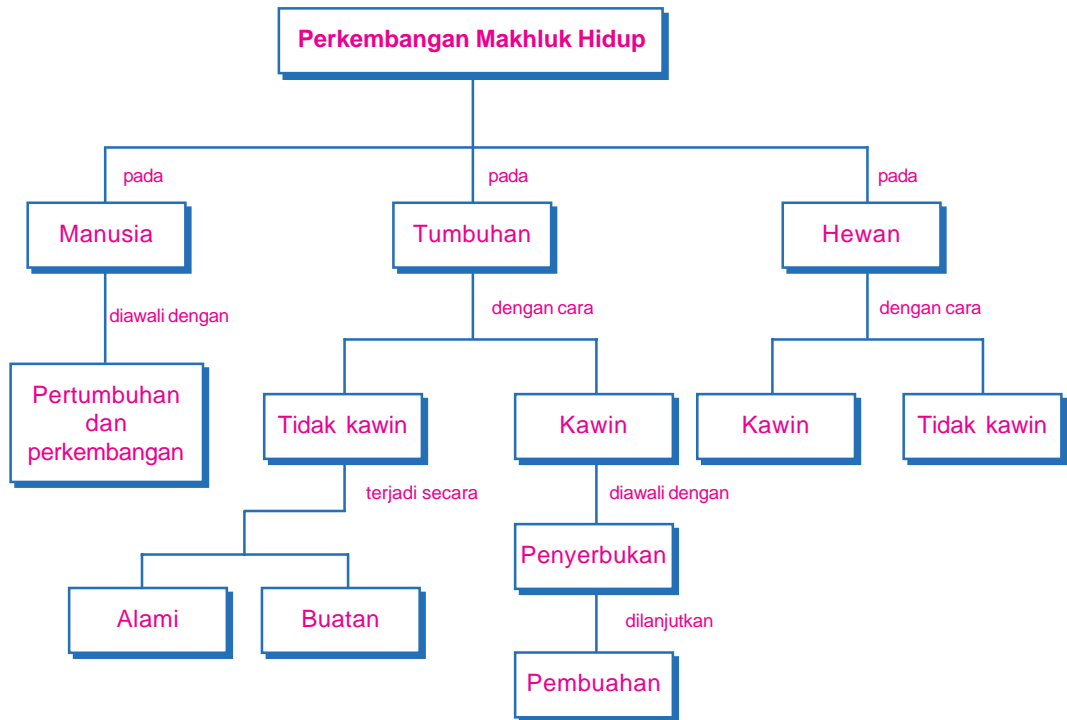 Perkembangan Makhluk Hidup
pada
pada
pada
Manusia
Tumbuhan
Hewan
diawali dengan
dengan cara
dengan cara
Pertumbuhan
dan
perkembangan
Tidak kawin
Kawin
Kawin
Tidak kawin
terjadi secara
diawali dengan
Penyerbukan
Alami
Buatan
dilanjutkan
Pembuahan